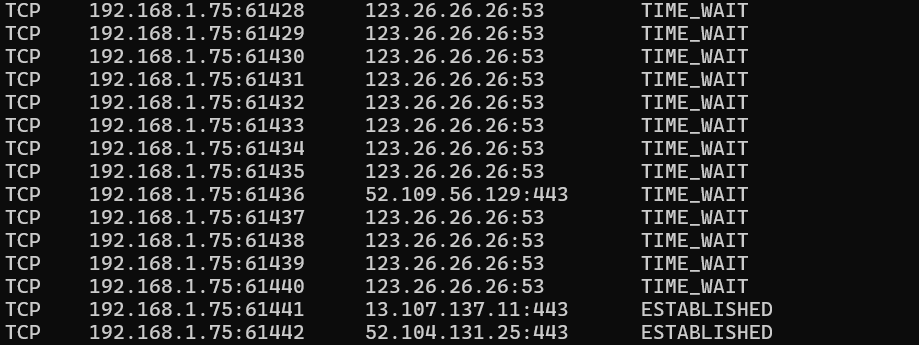 TCP 192.168.1.75:61428 123.26.26.26:53 TIME_WAIT
TCP 192.168.1.75:61429 123.26.26.26:53 TIME_WAIT
TCP 192.168.1.75:61430 123.26.26.26:53 TIME_WAIT
TCP 192.168.1.75:61431 123.26.26.26:53 TIME_WAIT
TCP 192.168.1.75:61432 123.26.26.26:53 TIME_WAIT
TCP 192.168.1.75:61433 123.26.26.26:53 TIME_WAIT
TCP 192.168.1.75:61434 123.26.26.26:53 TIME_WAIT
TCP 192.168.1.75:61435 123.26.26.26:53 TIME_WAIT
TCP 192.168.1.75:61436 52.109.56.129:443 TIME_WAIT
TCP 192.168.1.75:61437 123.26.26.26:53 TIME_WAIT
TCP 192.168.1.75:61438 123.26.26.26:53 TIME_WAIT
TCP 192.168.1.75:61439 123.26.26.26:53 TIME_WAIT
TCP 192.168.1.75:61440 123.26.26.26:53 TIME_WAIT
TCP 192.168.1.75:61441 13.107.137.11:443 ESTABLISHED
TCP 192.168.1.75:61442 52.104.131.25:443 ESTABLISHED